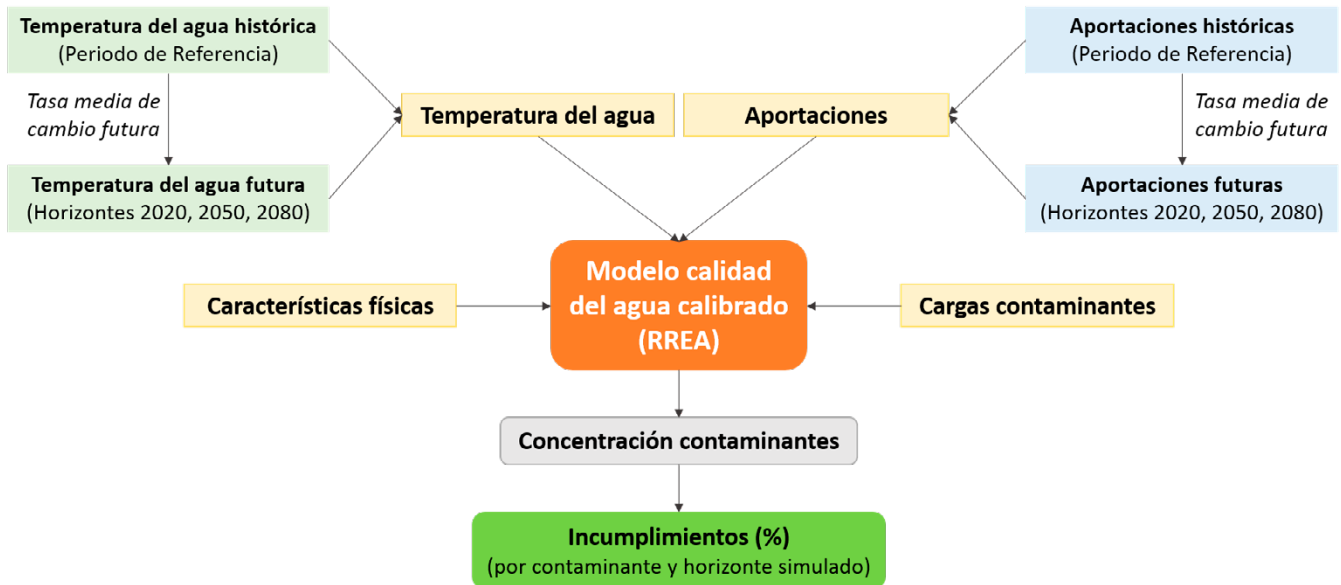 Temperatura del agua histórica
(Periodo de Referencia)
Aportaciones históricas
(Periodo de Referencia)
Tasa media de
cambio futura
Tasa media de
cambio futura
Temperatura del agua
Aportaciones
Temperatura del agua futura
(Horizontes 2020, 2050, 2080)
Aportaciones futuras
(Horizontes 2020, 2050, 2080)
Modelo calidad
del agua calibrado
(RREA)
Características físicas
Cargas contaminantes
Concentración contaminantes
Incumplimientos (%)
(por contaminante y horizonte simulado)